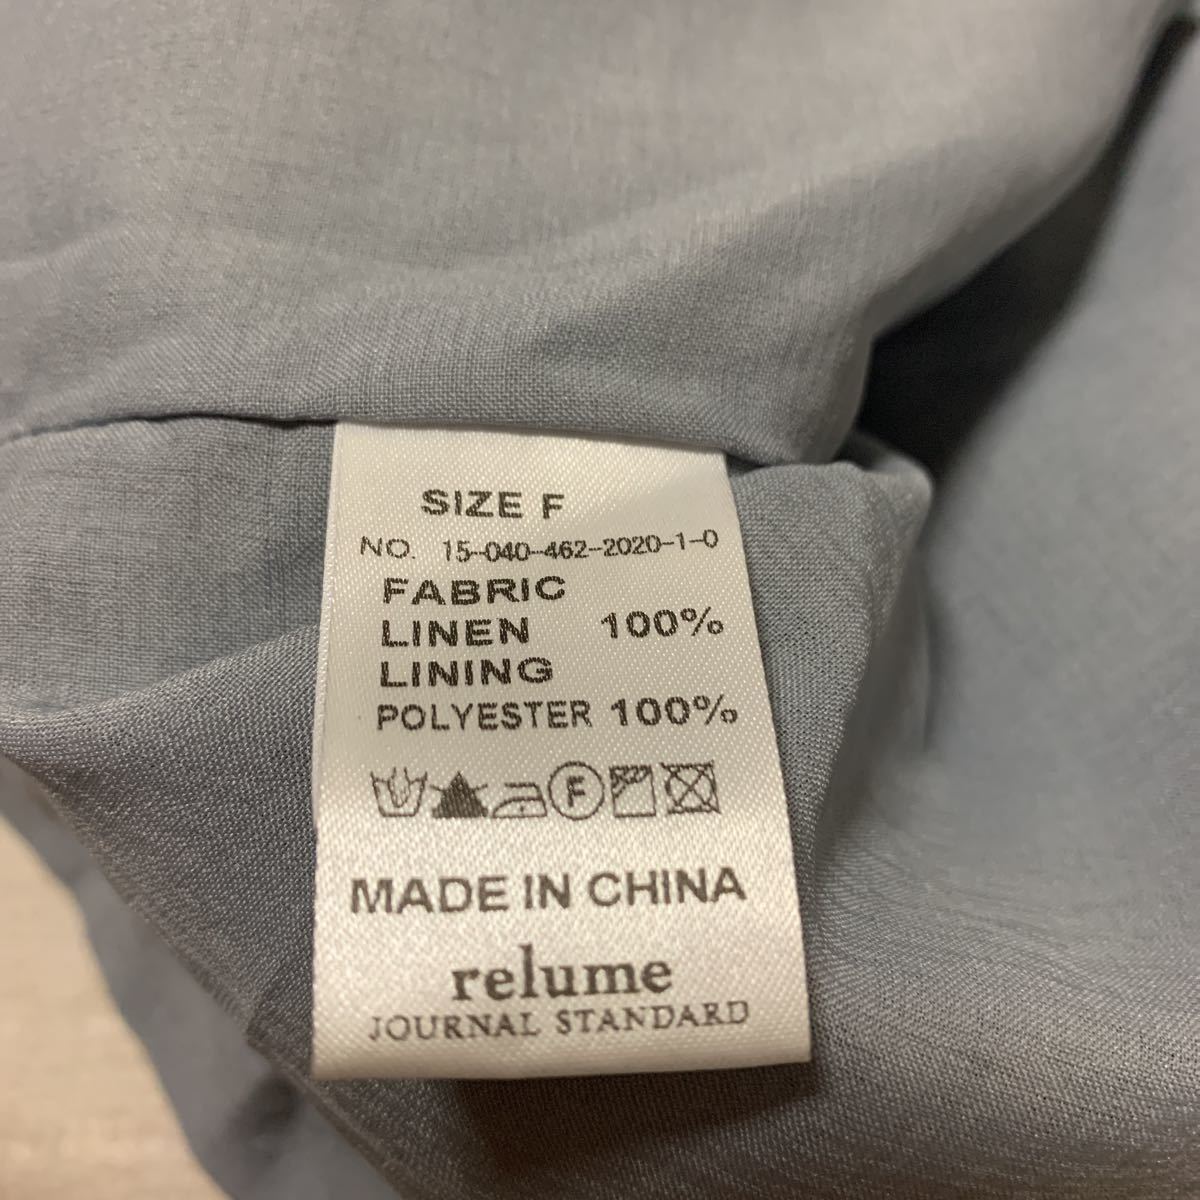 SIZE F
NO. 15-040-462-2020-1-0
FABRIC
LINEN 100%
LINING
POLYESTER 100%
F
MADE IN CHINA
relume
JOURNAL STANDARD